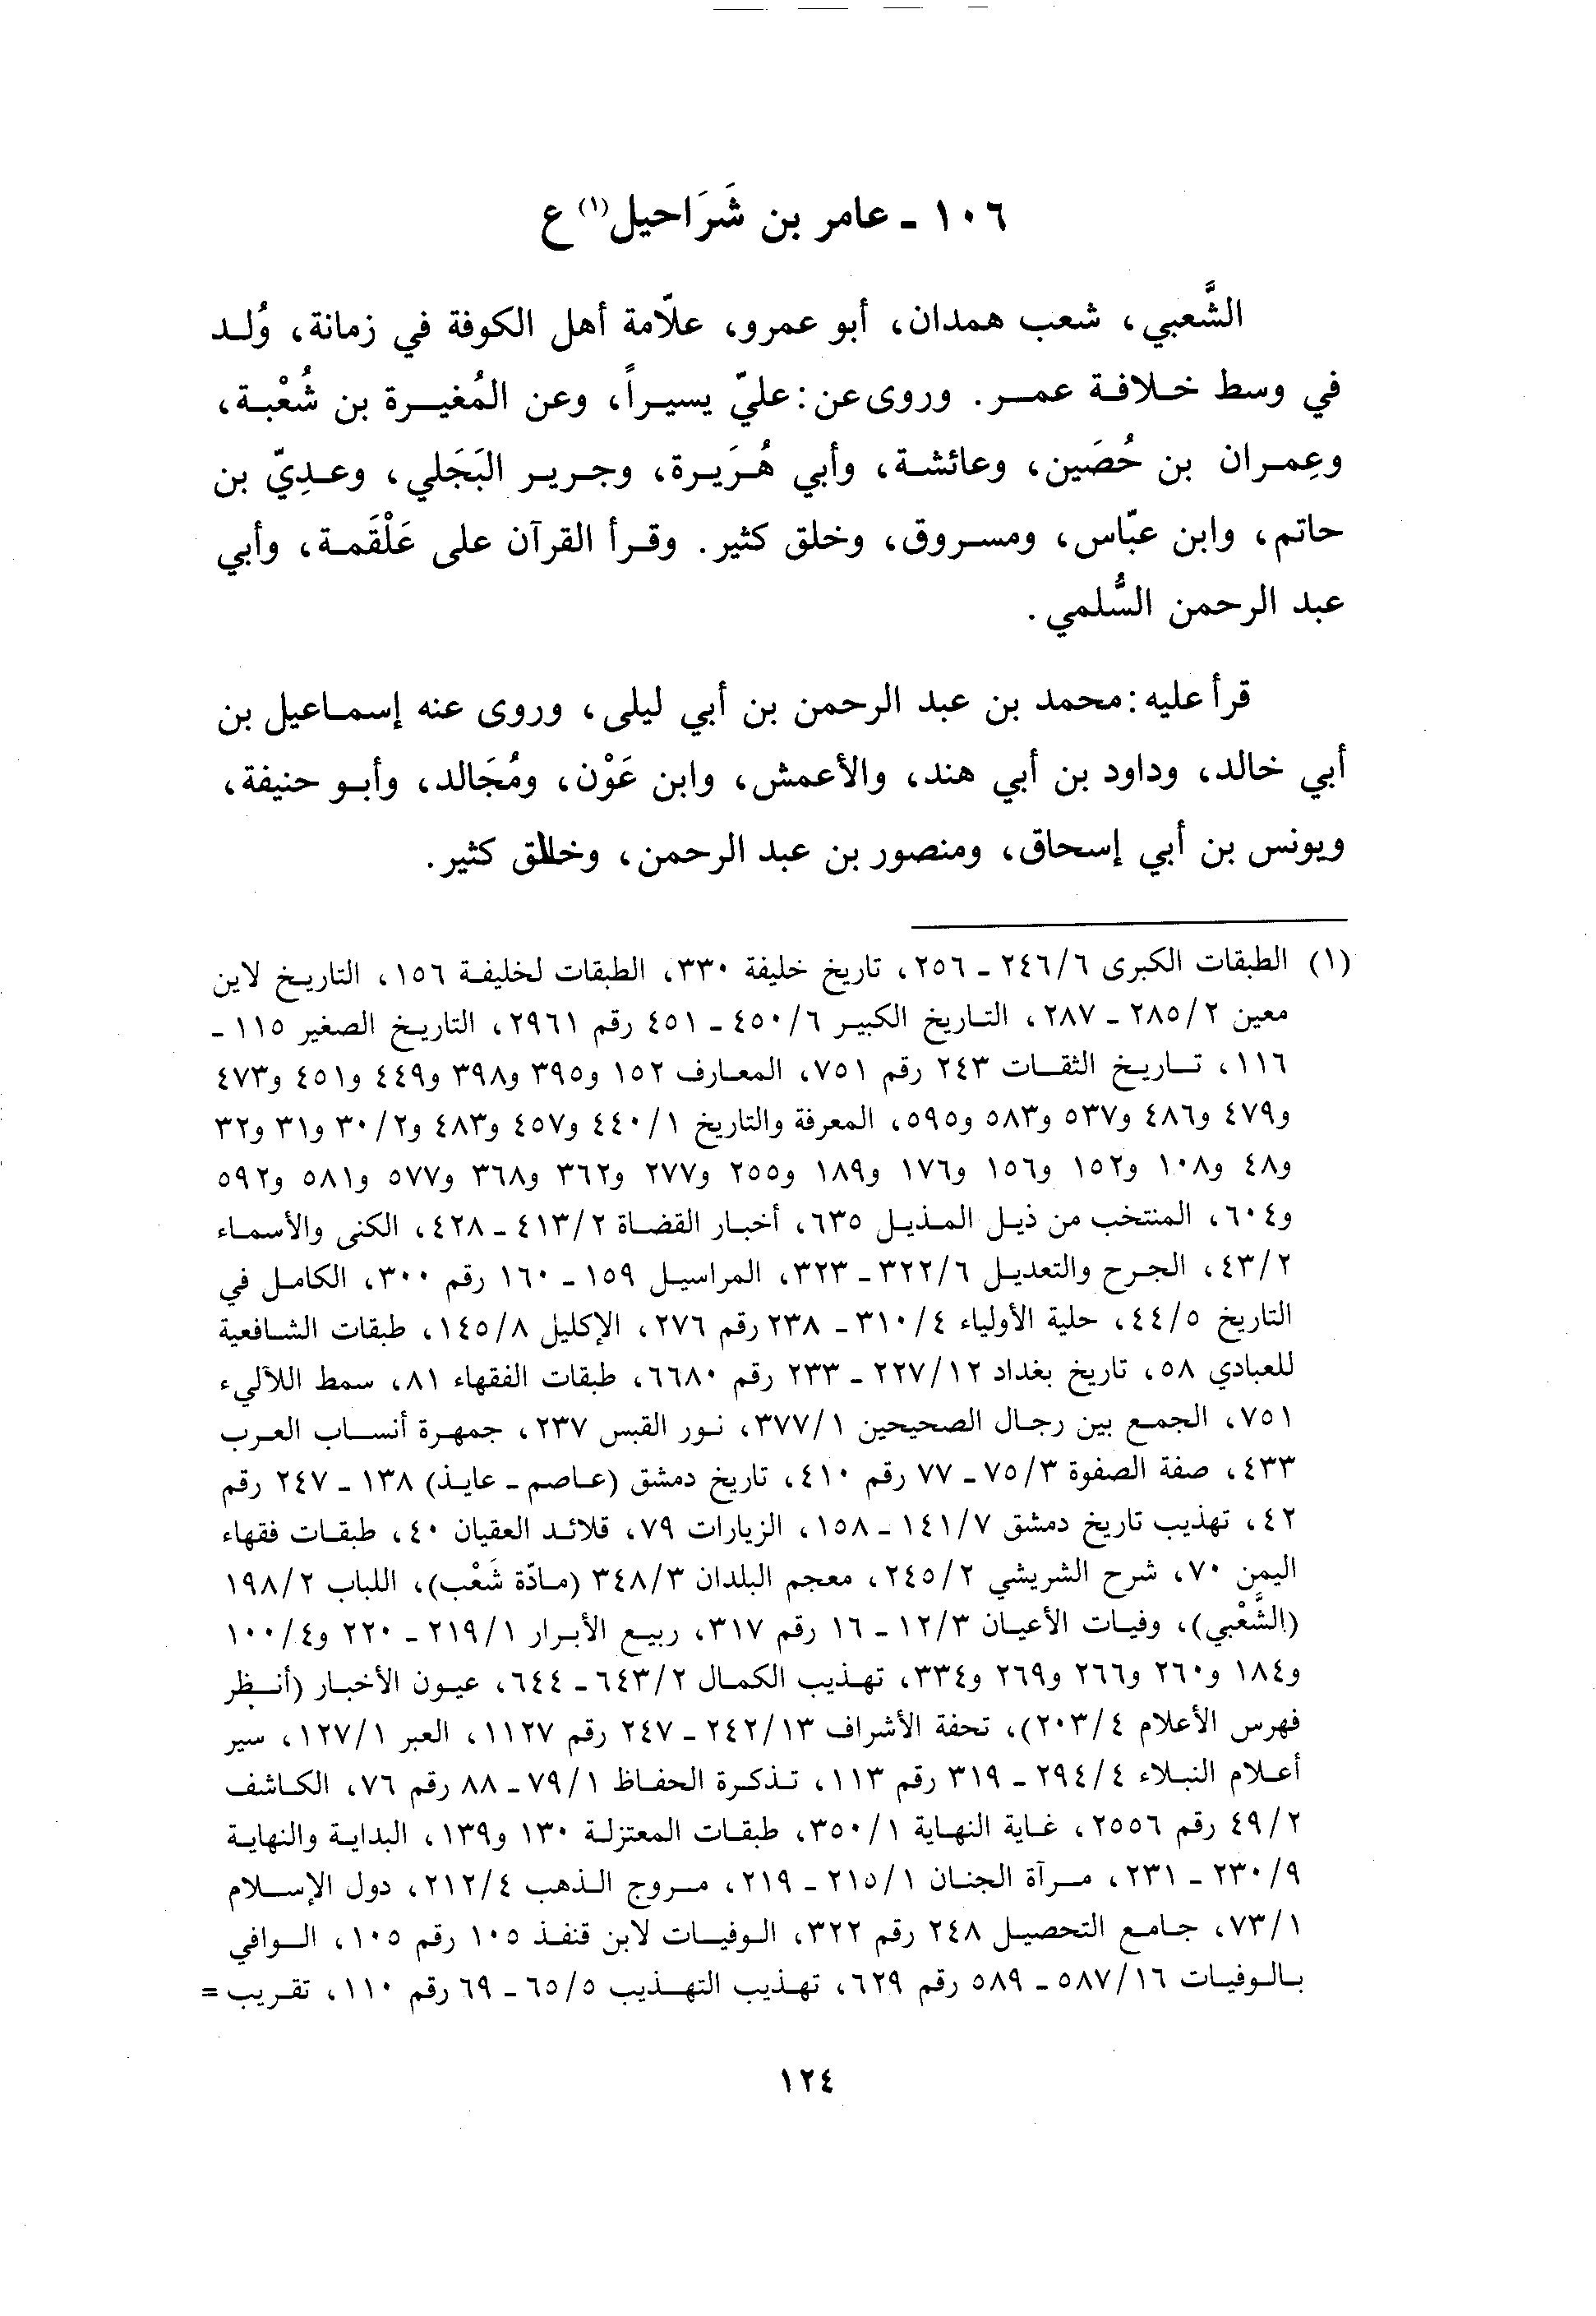 ١٠٦ ـ عامر بن شَرَاحيل(١) ع
الشَّعبي، شعب همدان، أبو عمرو، علاّمة أهل الكوفة في زمانة، وُلد
في وسط خلافة عمر. وروى عن: عليّ يسيراً، وعن المُغيرة بن شُعْبة،
وعِمران بن حُصَين، وعائشة، وأبي هُرَيرة، وجرير البَجَلي، وعدِيّ بن
حاتم، وابن عبّاس، ومسروق، وخلق كثير. وقرأ القرآن على عَلْقَمة، وأبي
عبد الرحمن السُّلمي.
قرأ عليه: محمد بن عبد الرحمن بن أبي ليلى، وروى عنه إسماعيل بن
أبي خالد، وداود بن أبي هند، والأعمش، وابن عَوْن، ومُجَالد، وأبو حنيفة،
ويونس بن أبي إسحاق، ومنصور بن عبد الرحمن، وخلق كثير.
(١) الطبقات الكبرى ٢٤٦/٦ ـ ٢٥٦، تاريخ خليفة ٣٣٠، الطبقات لخليفة ١٥٦، التاريخ لاين
معين ٢٨٥/٢ ـ ٢٨٧، التاريخ الكبير ٤٥٠/٦ ـ ٤٥١ رقم ٢٩٦١، التاريخ الصغير ١١٥ ـ
١١٦، تاريخ الثقات ٢٤٣ رقم ٧٥١، المعارف ١٥٢ و٣٩٥ و٣٩٨ و٤٤٩ و٤٥١ و٤٧٣
و٤٧٩ و٤٨٦ و٥٣٧ و٥٨٣ و٥٩٥، المعرفة والتاريخ ٤٤٠/١ و٤٥٧ و٤٨٣ و٣٠/٢ و٣١ و٣٢
و٤٨ و١٠٨ و١٥٢ و١٥٦ و١٧٦ و١٨٩ و٢٥٥ و٢٧٧ و٣٦٢ و٣٦٨ و٥٧٧ و٥٨١ و٥٩٢
و٦٠٤، المنتخب من ذيل المذيل ٦٣٥، أخبار القضاة ٤١٣/٢ ـ ٤٢٨، الكنى والأسماء
٤٣/٢، الجرح والتعديل ٣٢٢/٦ ـ ٣٢٣، المراسيل ١٥٩ ـ ١٦٠ رقم ٣٠٠، الكامل في
التاريخ ٤٤/٥، حلية الأولياء ٣١٠/٤ ـ ٢٣٨ رقم ٢٧٦، الإكليل ١٤٥/٨، طبقات الشافعية
للعبادي ٥٨، تاريخ بغداد ٢٢٧/١٢ ـ ٢٣٣ رقم ٦٦٨٠، طبقات الفقهاء ٨١، سمط اللآليء
٧٥١، الجمع بين رجال الصحيحين ٣٧٧/١، نور القبس ٢٣٧، جمهرة أنساب العرب
٤٣٣، صفة الصفوة ٧٥/٣ ـ ٧٧ رقم ٤١٠، تاريخ دمشق (عاصم ـ عايذ) ١٣٨ ـ ٢٤٧ رقم
٤٢، تهذيب تاريخ دمشق ١٤١/٧ ـ ١٥٨، الزيارات ٧٩، قلائد العقيان ٤٠، طبقات فقهاء
اليمن ٧٠، شرح الشريشي ٢٤٥/٢، معجم البلدان ٣٤٨/٣ (مادّة شَعْب)، اللباب ١٩٨/٢
(الشَّعْبي)، وفيات الأعيان ١٢/٣ ـ ١٦ رقم ٣١٧، ربيع الأبرار ٢١٩/١ ـ ٢٢٠ و١٠٠/٤
و١٨٤ و٢٦٠ و٢٦٦ و٢٦٩ و٣٣٤، تهذيب الكمال ٦٤٣/٢ ـ ٦٤٤، عيون الأخبار (أنظر
فهرس الأعلام ٢٠٣/٤)، تحفة الأشراف ٢٤٢/١٣ ـ ٢٤٧ رقم ١١٢٧، العبر ١٢٧/١، سير
أعلام النبلاء ٢٩٤/٤ ـ ٣١٩ رقم ١١٣، تذكرة الحفاظ ٧٩/١ ـ ٨٨ رقم ٧٦، الكاشف
٤٩/٢ رقم ٢٥٥٦، غاية النهاية ٣٥٠/١، طبقات المعتزلة ١٣٠ و١٣٩، البداية والنهاية
٢٣٠/٩ ـ ٢٣١، مرآة الجنان ٢١٥/١ ـ ٢١٩، مروج الذهب ٢١٢/٤، دول الإسلام
٧٣/١، جامع التحصيل ٢٤٨ رقم ٣٢٢، الوفيات لابن قنفذ ١٠٥ رقم ١٠٥، الوافي
بالوفيات ٥٨٧/١٦ ـ ٥٨٩ رقم ٦٢٩، تهذيب التهذيب ٦٥/٥ ـ ٦٩ رقم ١١٠، تقريب =
١٢٤